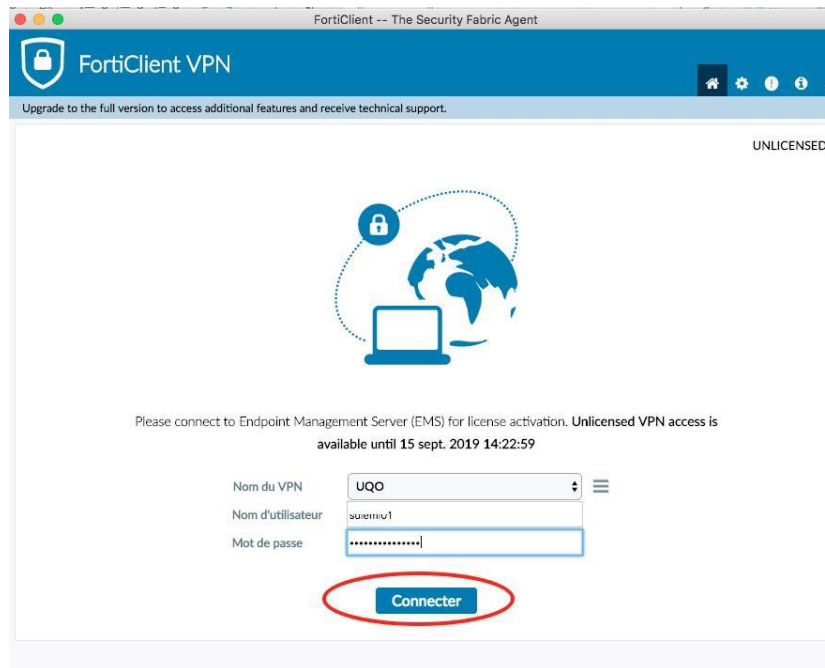 FortiClient -- The Security Fabric Agent
FortiClient VPN
Upgrade to the full version to access additional features and receive technical support.
UNLICENSED
Please connect to Endpoint Management Server (EMS) for license activation. Unlicensed VPN access is
available until 15 sept. 2019 14:22:59
Nom du VPN UQO
Nom d'utilisateur
Mot de passe
Connecter